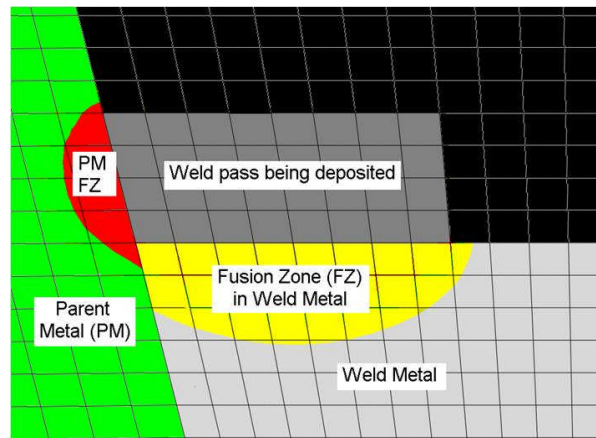 PM
FZ
Weld pass being deposited
Fusion Zone (FZ)
in Weld Metal
Parent
Metal (PM)
Weld Metal